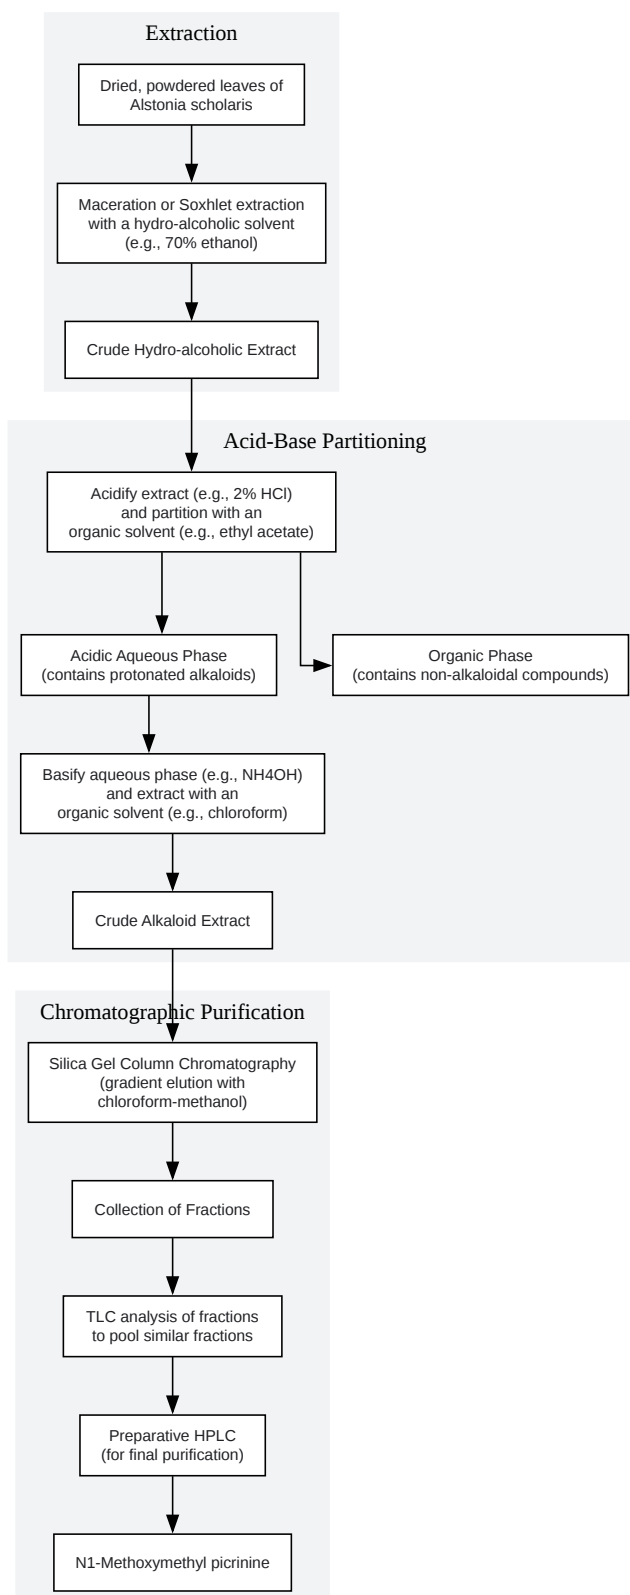 Extraction
Dried, powdered leaves of
Alstonia scholaris
Maceration or Soxhlet extraction
with a hydro-alcoholic solvent
(e.g., 70% ethanol)
Crude Hydro-alcoholic Extract
Acid-Base Partitioning
Acidify extract (e.g., 2% HCl)
and partition with an
organic solvent (e.g., ethyl acetate)
Acidic Aqueous Phase
(contains protonated alkaloids)
Organic Phase
(contains non-alkaloidal compounds)
Basify aqueous phase (e.g., NH4OH)
and extract with an
organic solvent (e.g., chloroform)
Crude Alkaloid Extract
Chromatographic Purification
Silica Gel Column Chromatography
(gradient elution with
chloroform-methanol)
Collection of Fractions
TLC analysis of fractions
to pool similar fractions
Preparative HPLC
(for final purification)
N1-Methoxymethyl picrinine